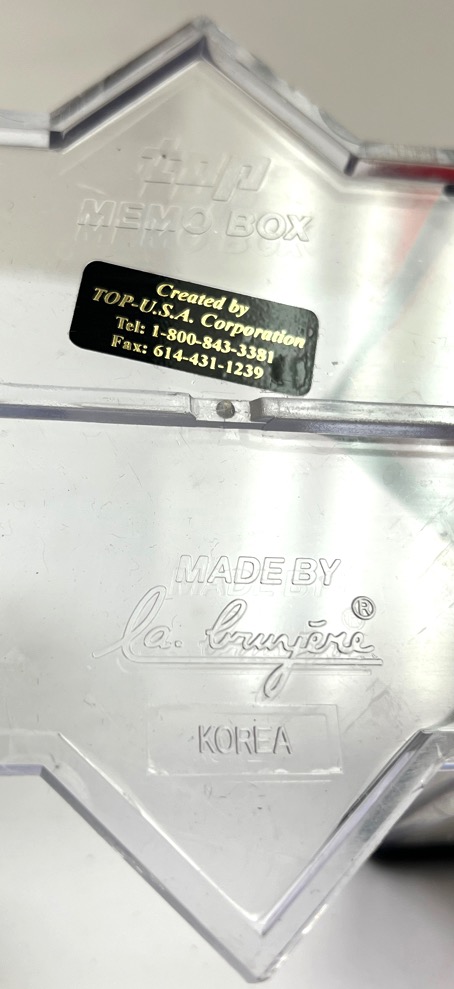 top
MEMO BOX
Created by
TOP-U.S.A. Corporation
Tel: 1-800-843-3381
Fax: 614-431-1239
MADE BY
la. bruyēre®
KOREA